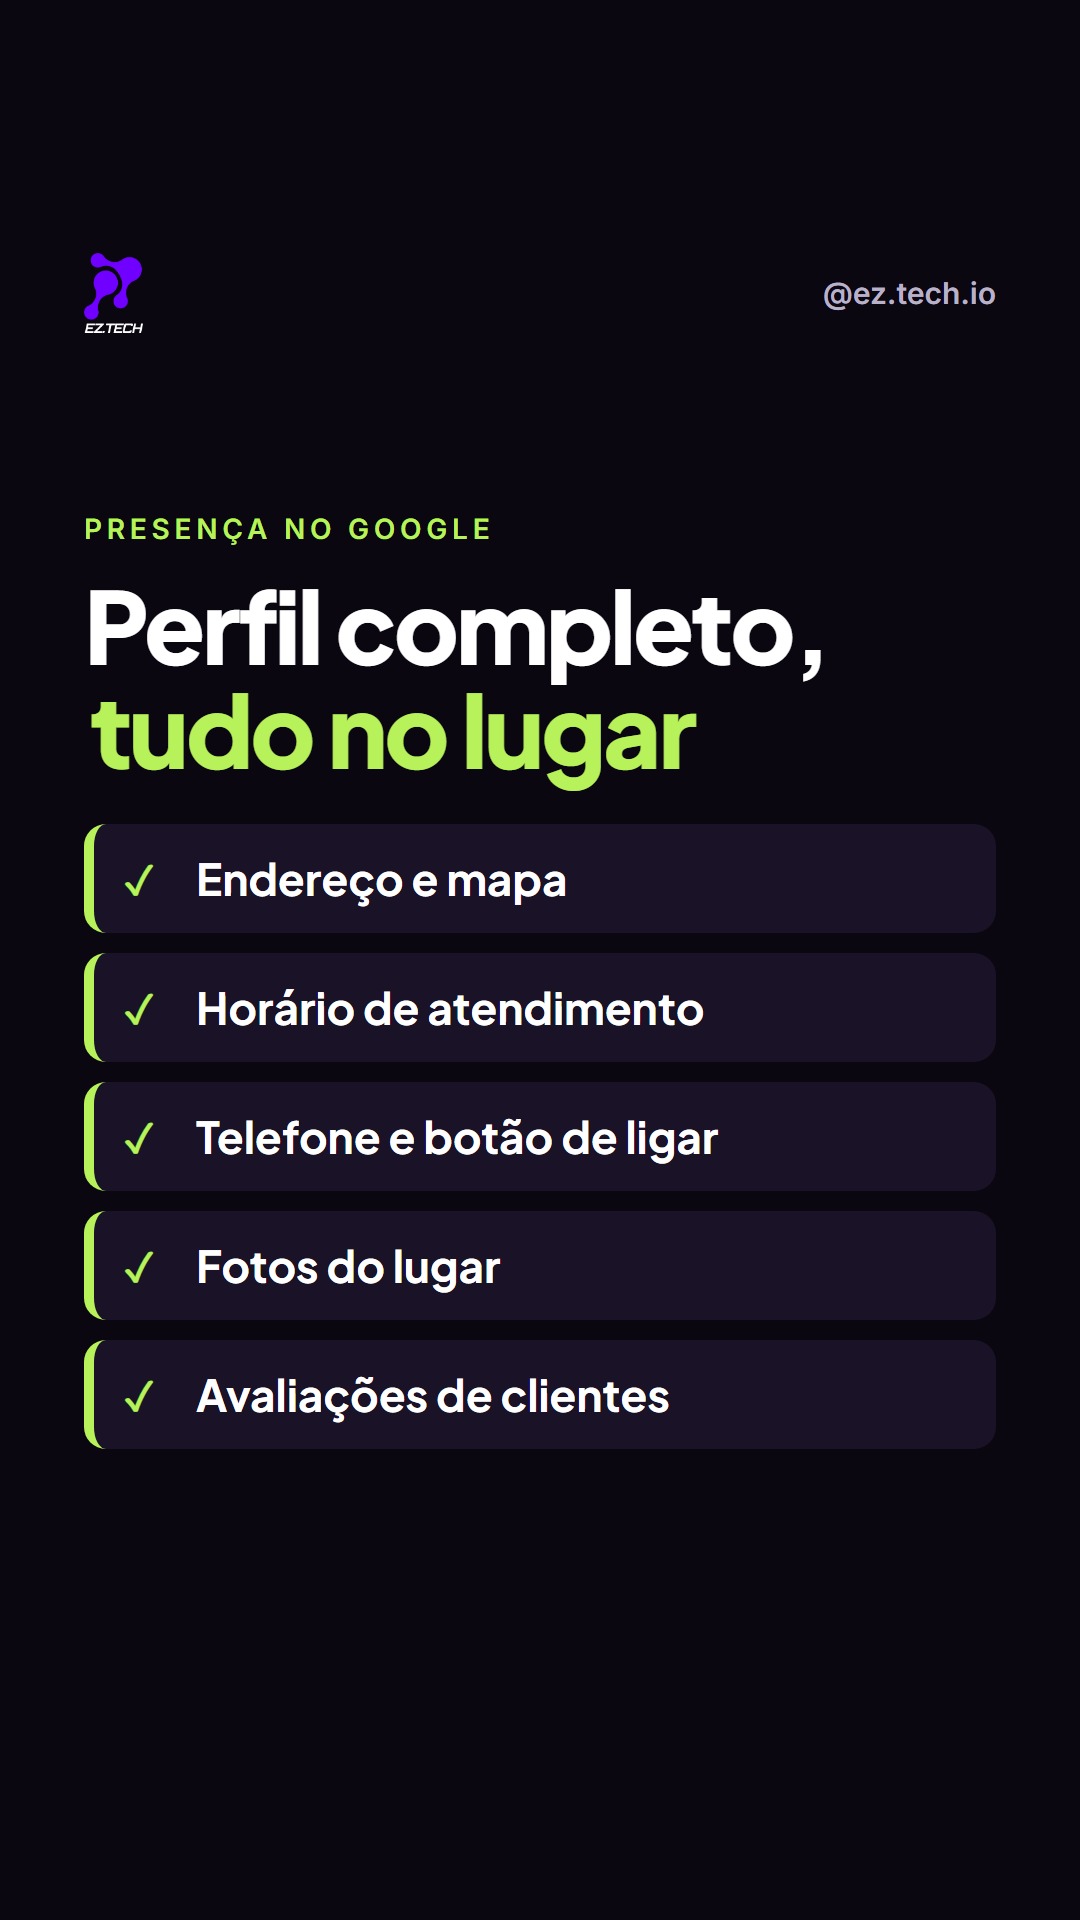 EZ.TECH
@ez.tech.io
PRESENÇA NO GOOGLE
Perfil completo,
tudo no lugar
✓ Endereço e mapa
✓ Horário de atendimento
✓ Telefone e botão de ligar
✓ Fotos do lugar
✓ Avaliações de clientes